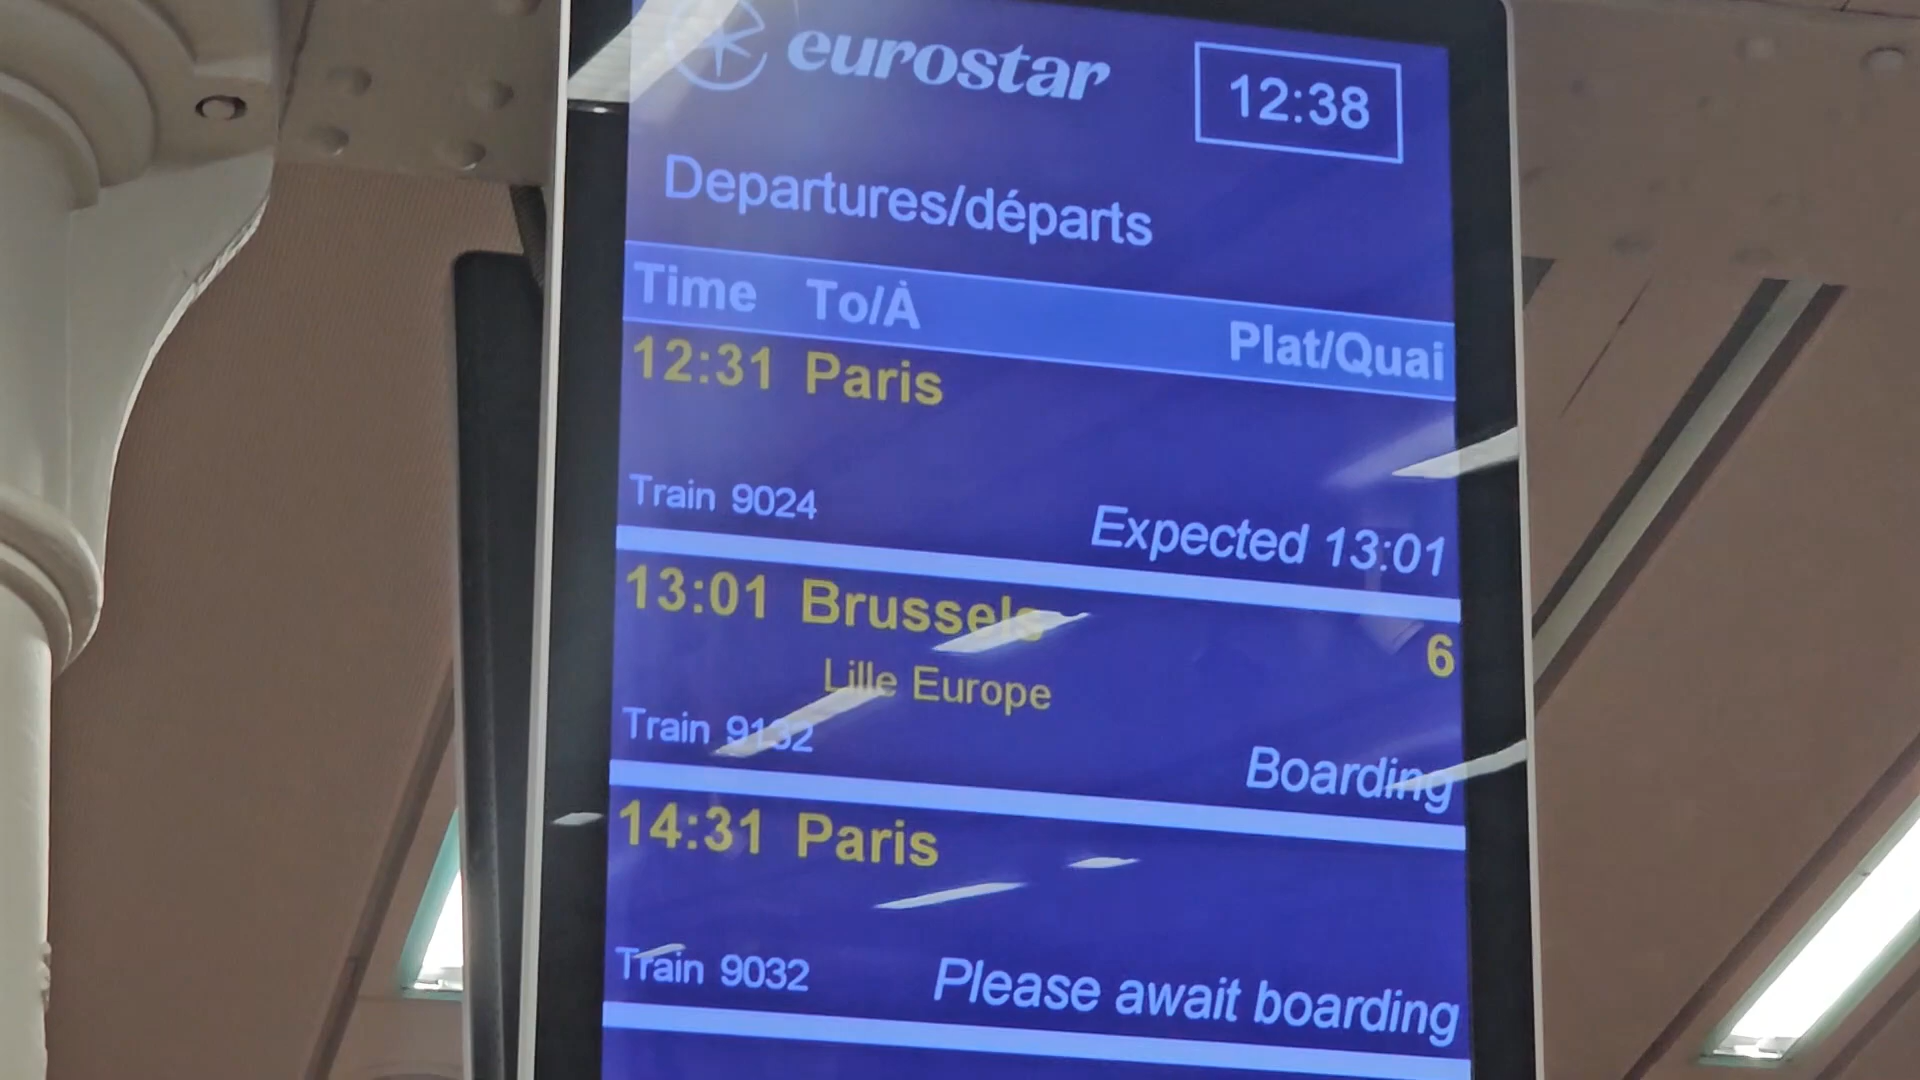 eurostar
12:38
Departures/départs
Time To/À Plat/Quai
12:31 Paris
Train 9024 Expected 13:01
13:01 Brussels 6
Lille Europe
Train 9132 Boarding
14:31 Paris
Train 9032 Please await boarding